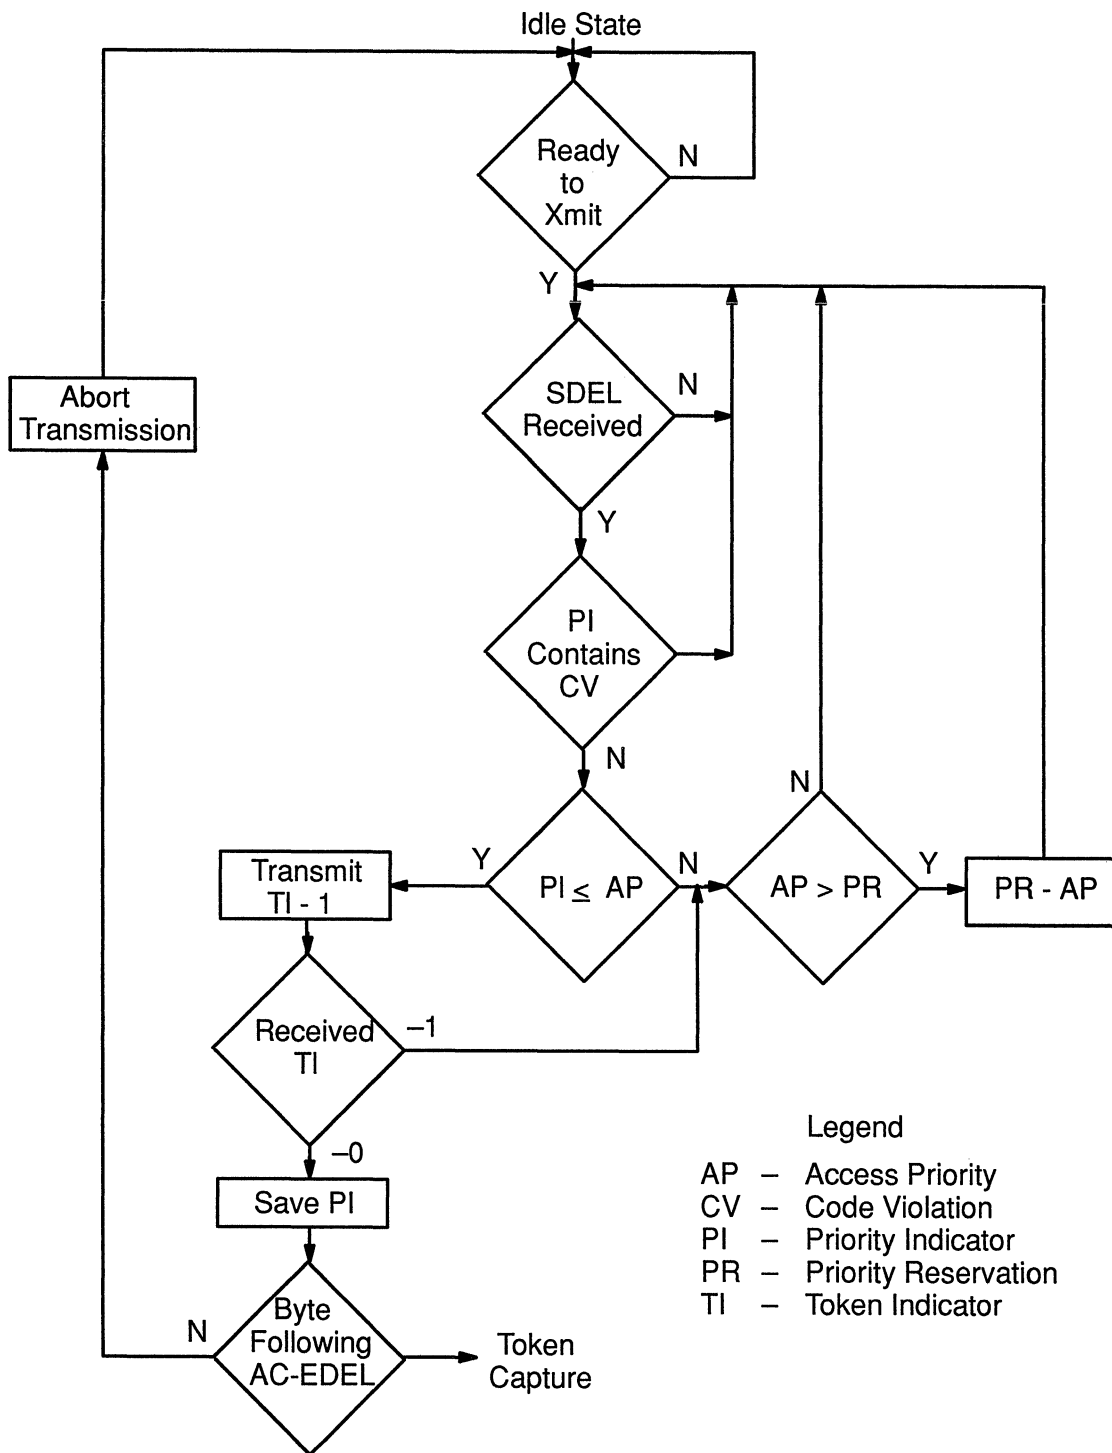 Idle State
Ready
to
Xmit
N
Y
SDEL
Received
N
Y
Abort
Transmission
PI
Contains
CV
N
PI ≤ AP
Y
N
Transmit
TI - 1
AP > PR
N
Y
PR - AP
Received
TI
–1
–0
Save PI
Byte
Following
AC-EDEL
N
Token
Capture
Legend
AP – Access Priority
CV – Code Violation
PI – Priority Indicator
PR – Priority Reservation
TI – Token Indicator